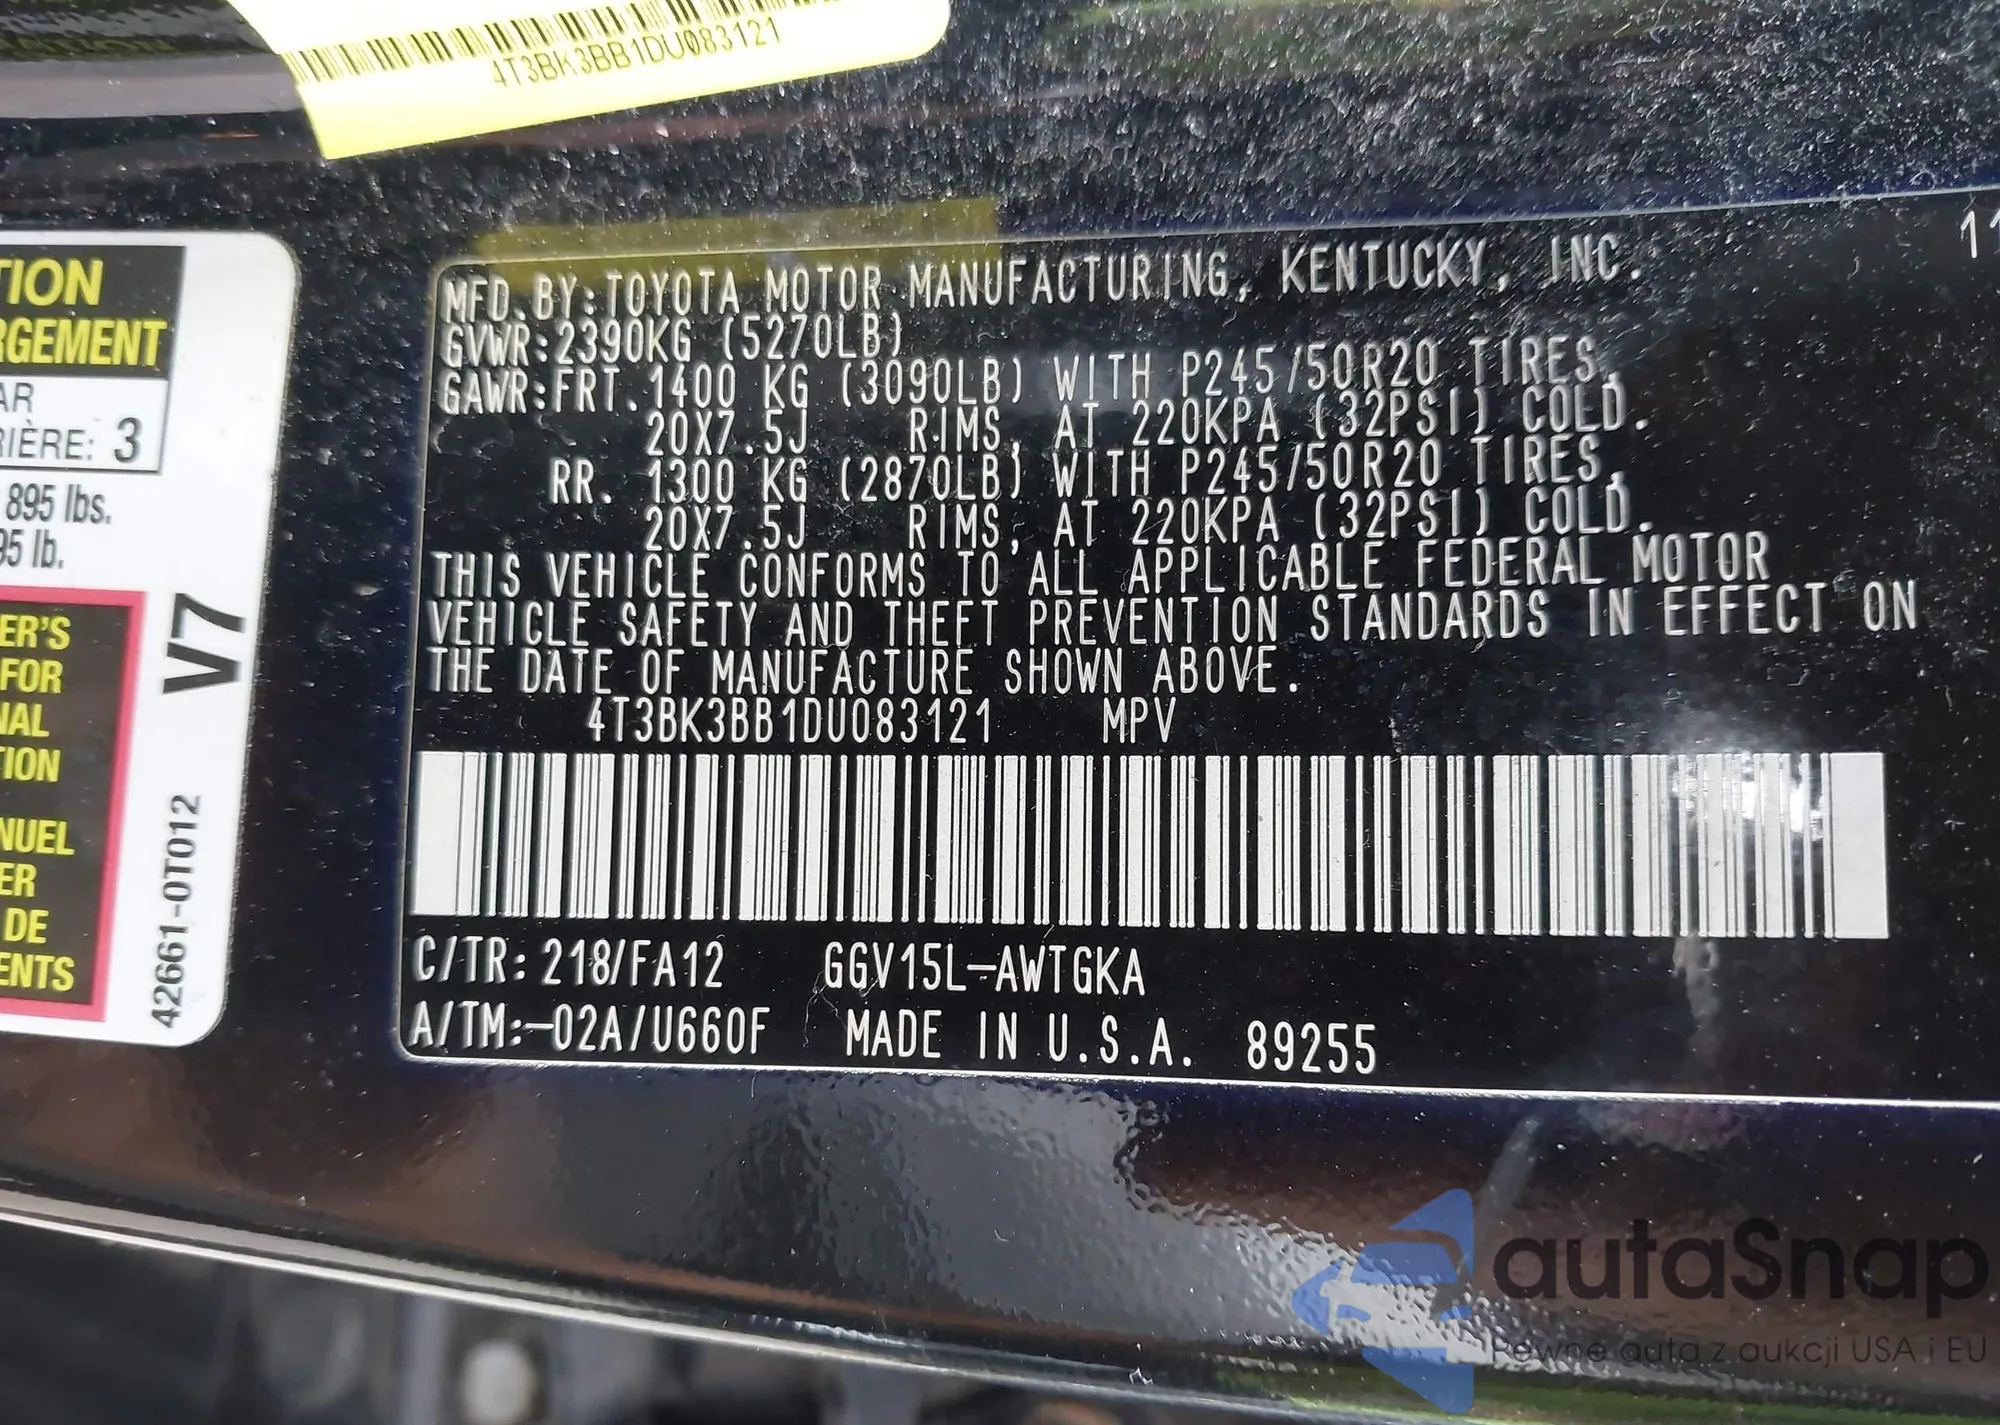 4T3BK3BB1DU083121
11
MFD.BY:TOYOTA MOTOR MANUFACTURING, KENTUCKY, INC.
GVWR:2390KG (5270LB)
GAWR:FRT. 1400 KG (3090LB) WITH P245/50R20 TIRES,
20X7.5J RIMS, AT 220KPA (32PSI) COLD.
RR. 1300 KG (2870LB) WITH P245/50R20 TIRES,
20X7.5J RIMS, AT 220KPA (32PSI) COLD.
THIS VEHICLE CONFORMS TO ALL APPLICABLE FEDERAL MOTOR
VEHICLE SAFETY AND THEFT PREVENTION STANDARDS IN EFFECT ON
THE DATE OF MANUFACTURE SHOWN ABOVE.
4T3BK3BB1DU083121 MPV
C/TR: 218/FA12 GGV15L-AWTGKA
A/TM:-02A/U660F MADE IN U.S.A. 89255
TION
RGEMENT
AR
RIÈRE: 3
895 lbs.
95 lb.
ER'S
FOR
NAL
TION
NUEL
ER
DE
ENTS
V7
42661-0T012
autaSnap
Pewne auta z aukcji USA i EU